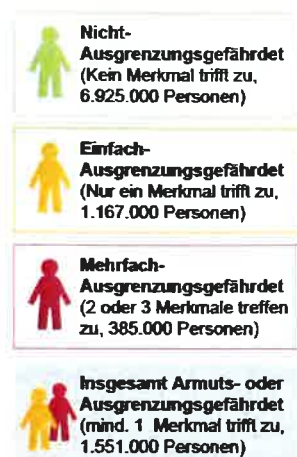 Nicht-
Ausgrenzungsgefährdet
(Kein Merkmal trifft zu,
6.925.000 Personen)
Einfach-
Ausgrenzungsgefährdet
(Nur ein Merkmal trifft zu,
1.167.000 Personen)
Mehrfach-
Ausgrenzungsgefährdet
(2 oder 3 Merkmale treffen
zu, 385.000 Personen)
Insgesamt Armuts- oder
Ausgrenzungsgefährdet
(mind. 1 Merkmal trifft zu,
1.551.000 Personen)